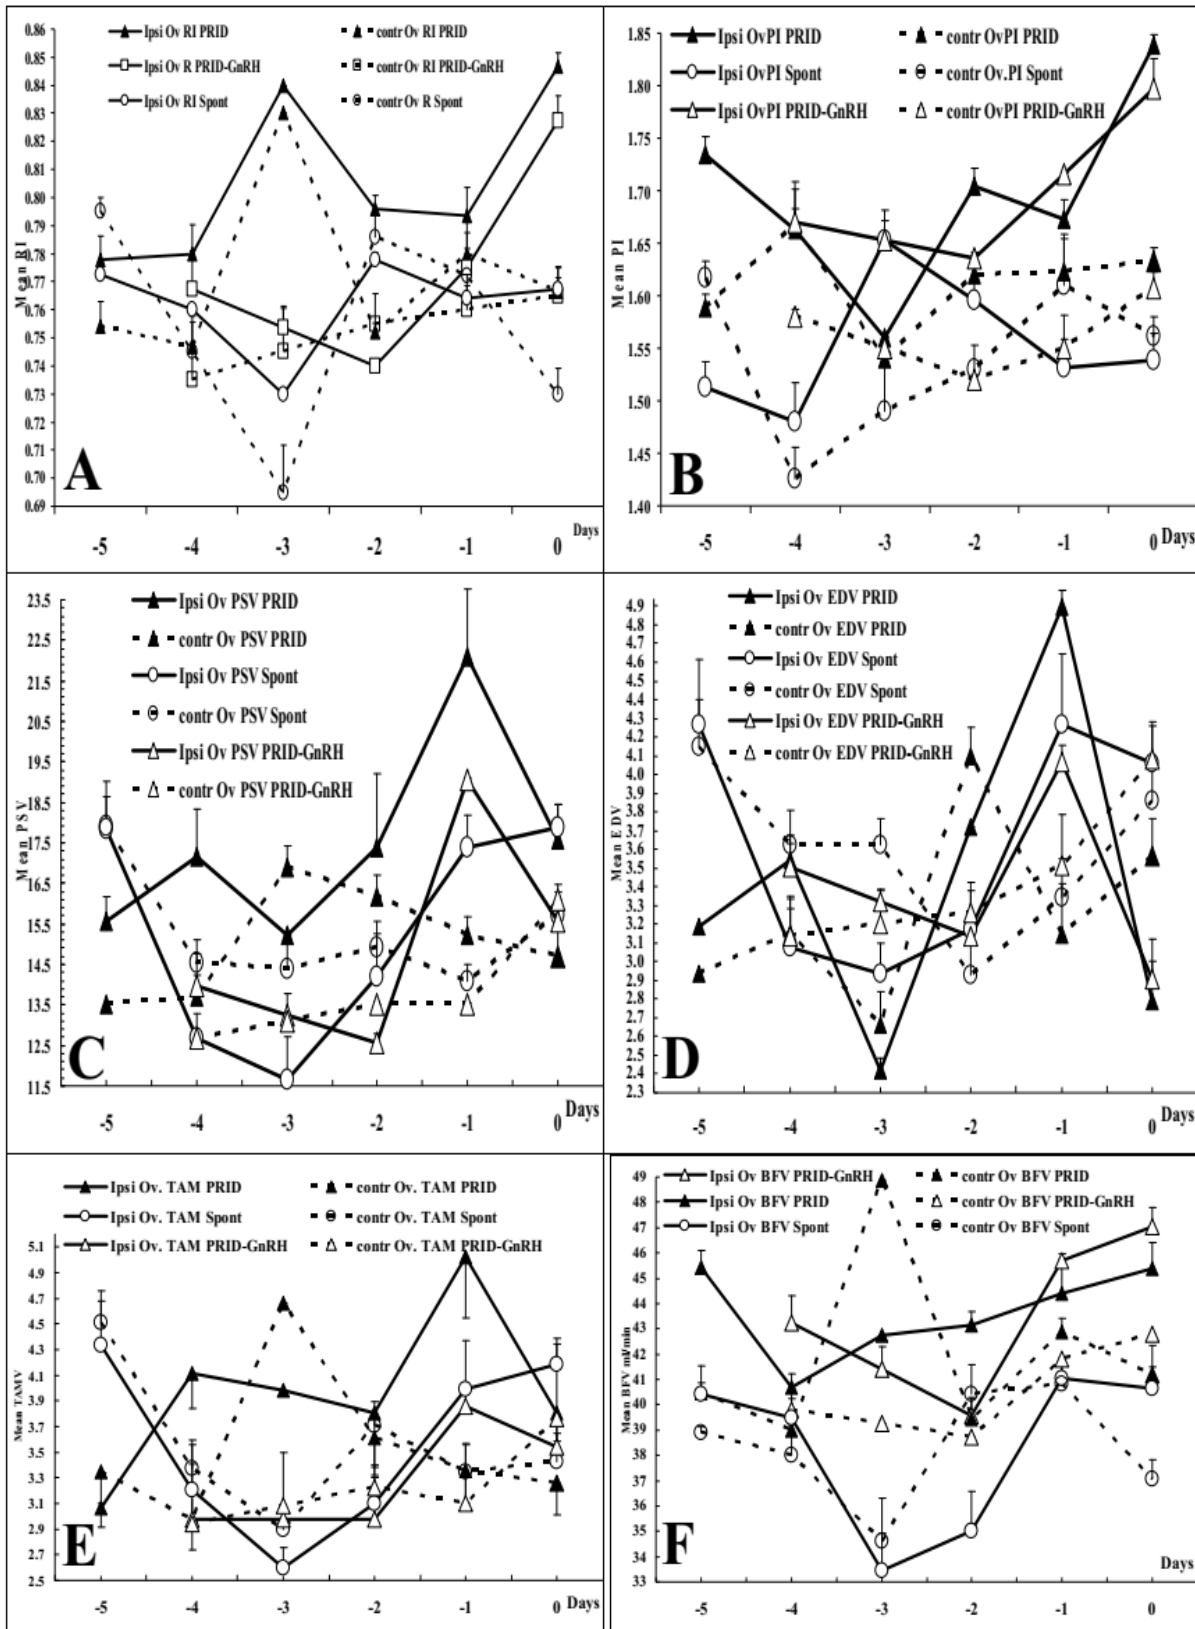 Ipsi Ov RI PRID
contr Ov RI PRID
Ipsi Ov R PRID-GnRH
contr Ov RI PRID-GnRH
Ipsi Ov RI Spont
contr Ov R Spont
Mean RI
0.86
0.85
0.84
0.83
0.82
0.81
0.80
0.79
0.78
0.77
0.76
0.75
0.74
0.73
0.72
0.71
0.70
0.69
A
Days
-5 -4 -3 -2 -1 0
Ipsi OvPI PRID
contr OvPI PRID
Ipsi OvPI Spont
contr Ov.PI Spont
Ipsi OvPI PRID-GnRH
contr OvPI PRID-GnRH
Mean PI
1.85
1.80
1.75
1.70
1.65
1.60
1.55
1.50
1.45
1.40
B
-5 -4 -3 -2 -1 0 Days
Ipsi Ov PSV PRID
contr Ov PSV PRID
Ipsi Ov PSV Spont
contr Ov PSV Spont
Ipsi Ov PSV PRID-GnRH
contr Ov PSV PRID-GnRH
Mean PSV
23.5
22.5
21.5
20.5
19.5
18.5
17.5
16.5
15.5
14.5
13.5
12.5
11.5
C
-5 -4 -3 -2 -1 0 Days
Ipsi Ov EDV PRID
contr Ov EDV PRID
Ipsi Ov EDV Spont
contr Ov EDV Spont
Ipsi Ov EDV PRID-GnRH
contr Ov EDV PRID-GnRH
Mean EDV
4.9
4.8
4.7
4.6
4.5
4.4
4.3
4.2
4.1
4.0
3.9
3.8
3.7
3.6
3.5
3.4
3.3
3.2
3.1
3.0
2.9
2.8
2.7
2.6
2.5
2.4
2.3
D
-5 -4 -3 -2 -1 0 Days
Ipsi Ov. TAM PRID
contr Ov. TAM PRID
Ipsi Ov. TAM Spont
contr Ov. TAM Spont
Ipsi Ov. TAM PRID-GnRH
contr Ov. TAM PRID-GnRH
Mean TAMV
5.1
4.9
4.7
4.5
4.3
4.1
3.9
3.7
3.5
3.3
3.1
2.9
2.7
2.5
E
-5 -4 -3 -2 -1 0 Days
Ipsi Ov BFV PRID-GnRH
contr Ov BFV PRID
Ipsi Ov BFV PRID
contr Ov BFV PRID-GnRH
Ipsi Ov BFV Spont
contr Ov BFV Spont
Mean BFV ml/min
49
47
46
45
43
42
41
39
38
37
35
34
33
F
Days
-5 -4 -3 -2 -1 0